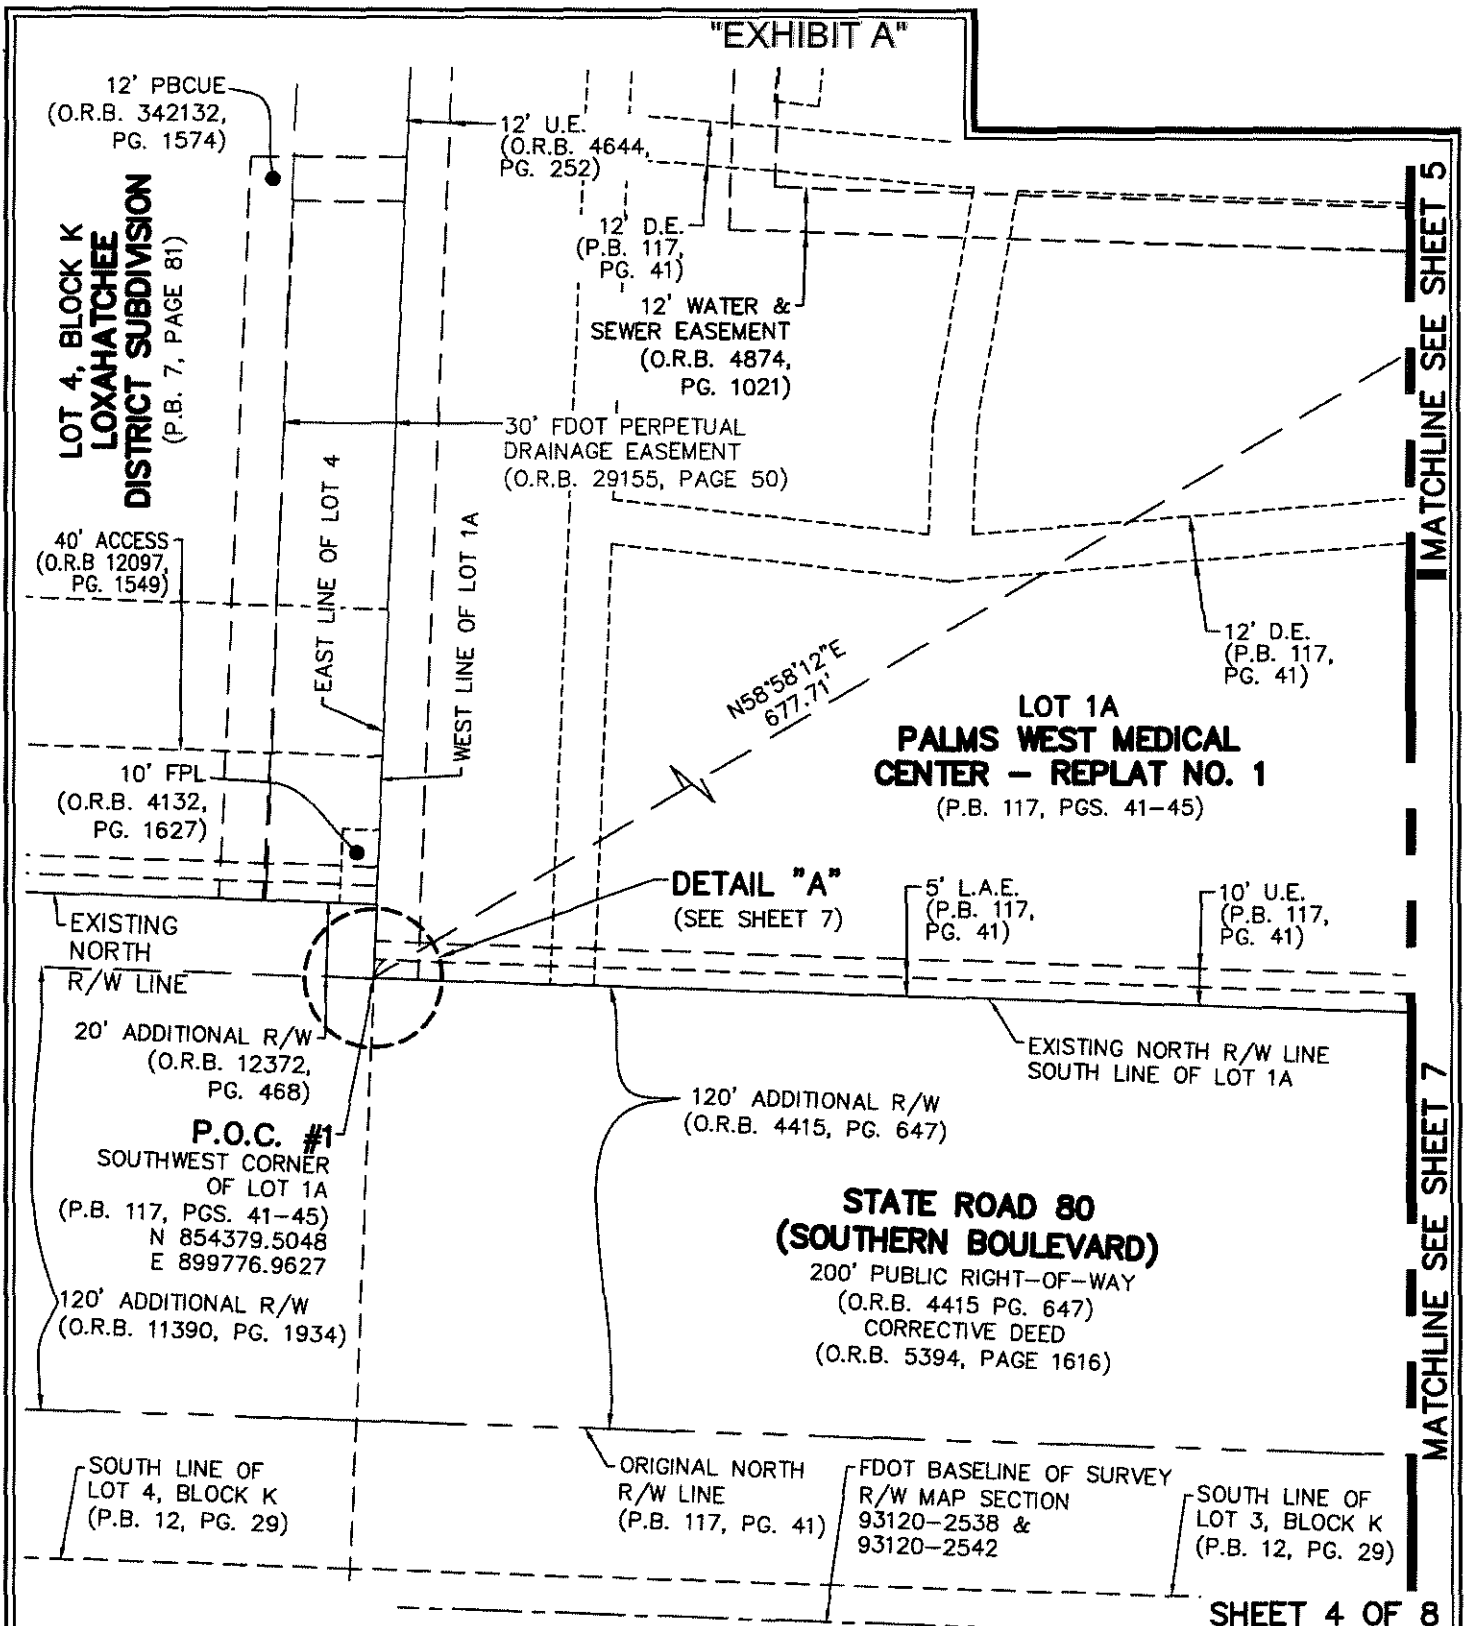 "EXHIBIT A"
12' PBCUE
(O.R.B. 342132,
PG. 1574)
12' U.E.
(O.R.B. 4644,
PG. 252)
LOT 4, BLOCK K
LOXAHATCHEE
DISTRICT SUBDIVISION
(P.B. 7, PAGE 81)
12' D.E.
(P.B. 117,
PG. 41)
12' WATER &
SEWER EASEMENT
(O.R.B. 4874,
PG. 1021)
MATCHLINE SEE SHEET 5
30' FDOT PERPETUAL
DRAINAGE EASEMENT
(O.R.B. 29155, PAGE 50)
40' ACCESS
(O.R.B 12097,
PG. 1549)
EAST LINE OF LOT 4
WEST LINE OF LOT 1A
N58°58'12"E
677.71'
12' D.E.
(P.B. 117,
PG. 41)
LOT 1A
PALMS WEST MEDICAL
CENTER – REPLAT NO. 1
(P.B. 117, PGS. 41–45)
10' FPL
(O.R.B. 4132,
PG. 1627)
DETAIL "A"
(SEE SHEET 7)
5' L.A.E.
(P.B. 117,
PG. 41)
10' U.E.
(P.B. 117,
PG. 41)
EXISTING
NORTH
R/W LINE
20' ADDITIONAL R/W
(O.R.B. 12372,
PG. 468)
EXISTING NORTH R/W LINE
SOUTH LINE OF LOT 1A
120' ADDITIONAL R/W
(O.R.B. 4415, PG. 647)
P.O.C. #1
SOUTHWEST CORNER
OF LOT 1A
(P.B. 117, PGS. 41–45)
N 854379.5048
E 899776.9627
STATE ROAD 80
(SOUTHERN BOULEVARD)
200' PUBLIC RIGHT–OF–WAY
(O.R.B. 4415 PG. 647)
CORRECTIVE DEED
(O.R.B. 5394, PAGE 1616)
120' ADDITIONAL R/W
(O.R.B. 11390, PG. 1934)
MATCHLINE SEE SHEET 7
SOUTH LINE OF
LOT 4, BLOCK K
(P.B. 12, PG. 29)
ORIGINAL NORTH
R/W LINE
(P.B. 117, PG. 41)
FDOT BASELINE OF SURVEY
R/W MAP SECTION
93120–2538 &
93120–2542
SOUTH LINE OF
LOT 3, BLOCK K
(P.B. 12, PG. 29)
SHEET 4 OF 8